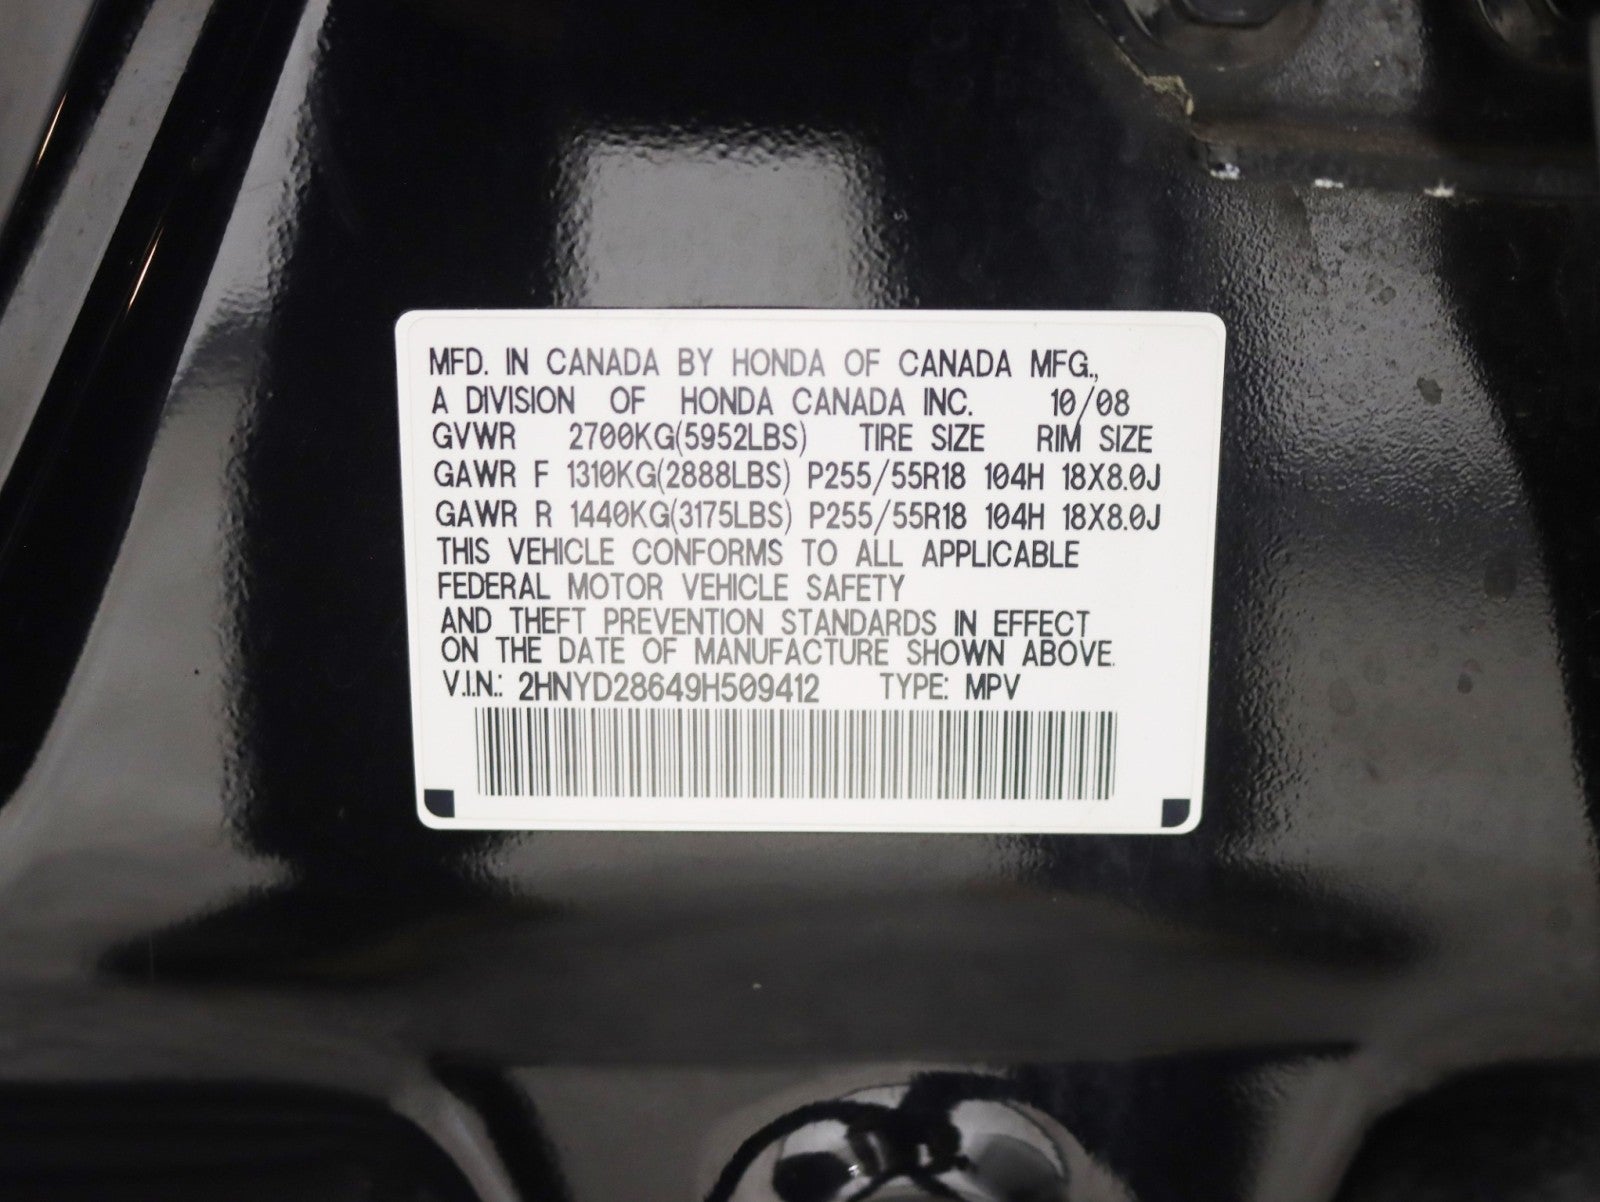 MFD. IN CANADA BY HONDA OF CANADA MFG.,
A DIVISION OF HONDA CANADA INC. 10/08
GVWR 2700KG(5952LBS) TIRE SIZE RIM SIZE
GAWR F 1310KG(2888LBS) P255/55R18 104H 18X8.0J
GAWR R 1440KG(3175LBS) P255/55R18 104H 18X8.0J
THIS VEHICLE CONFORMS TO ALL APPLICABLE
FEDERAL MOTOR VEHICLE SAFETY
AND THEFT PREVENTION STANDARDS IN EFFECT
ON THE DATE OF MANUFACTURE SHOWN ABOVE.
V.I.N.: 2HNYD28649H509412 TYPE: MPV